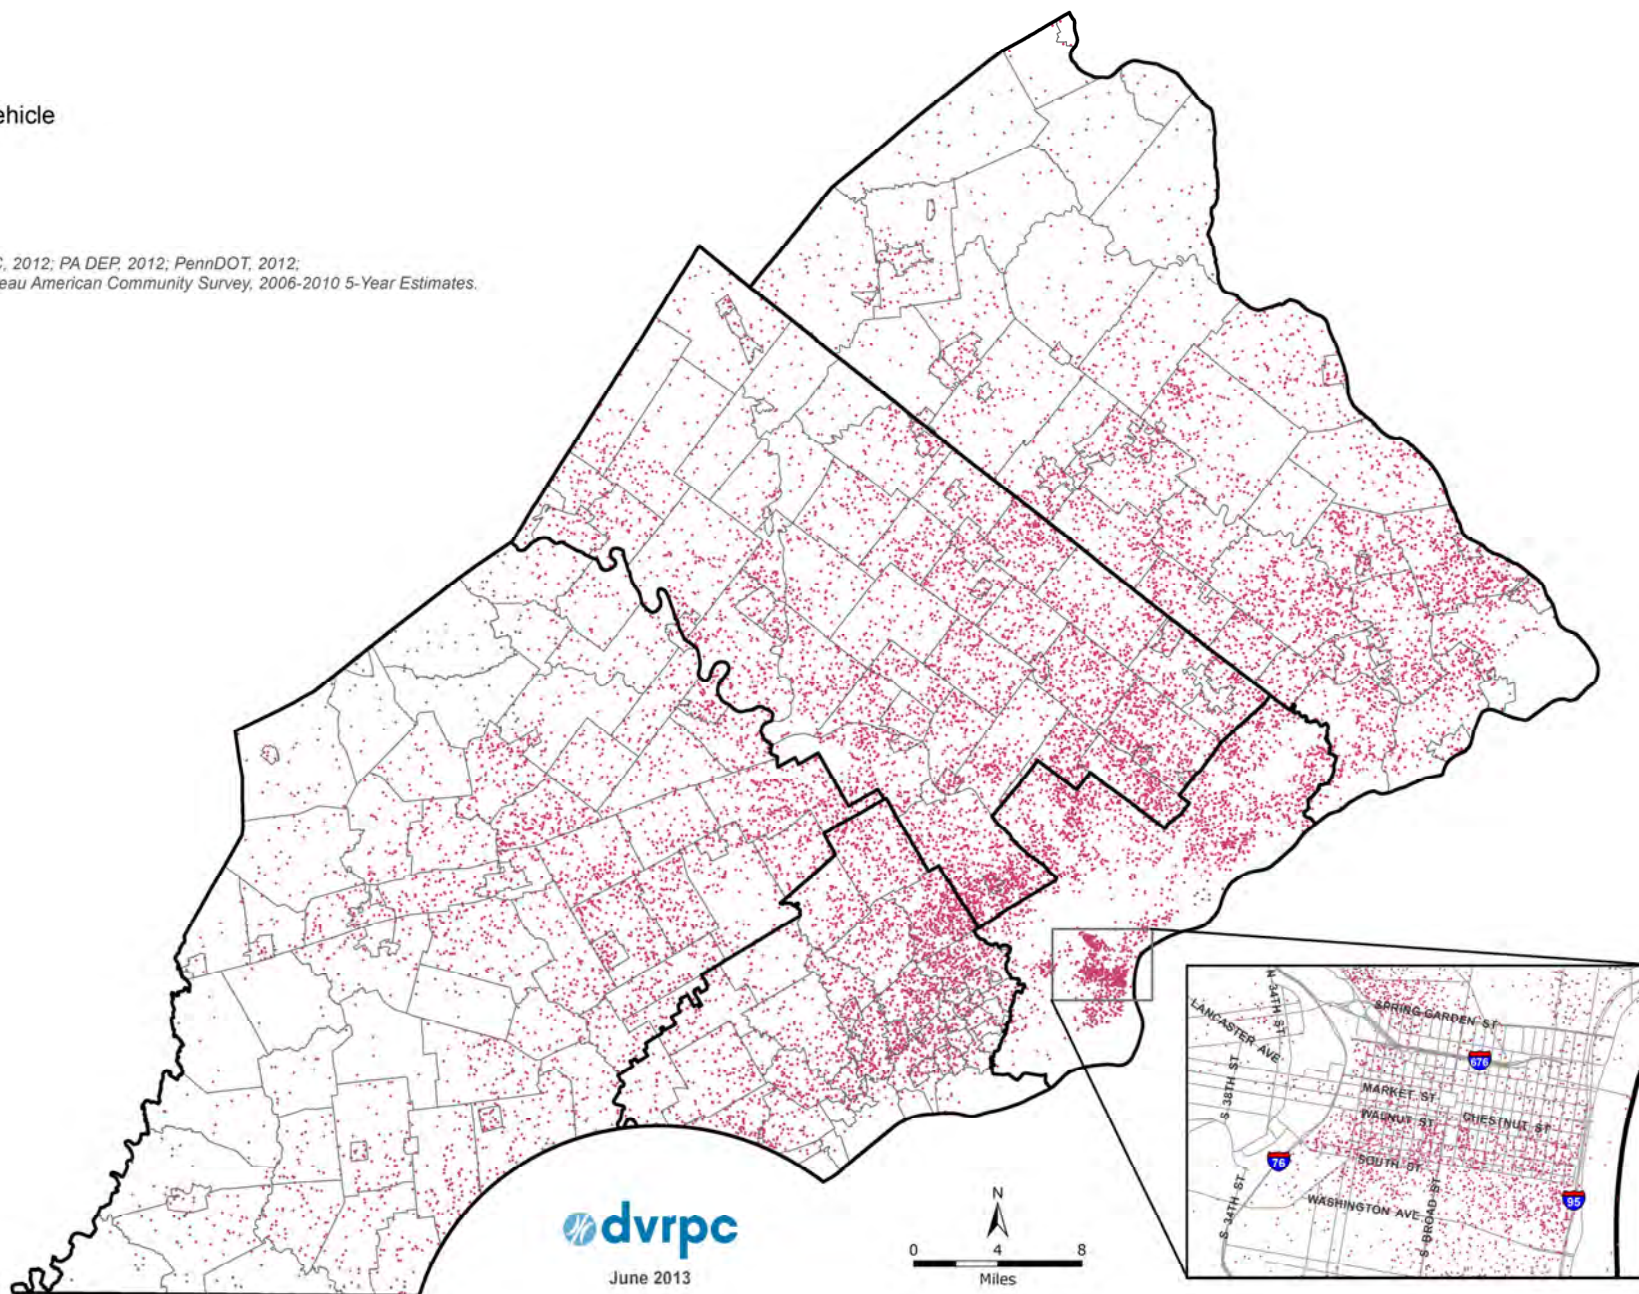 ehicle
C, 2012; PA DEP, 2012; PennDOT, 2012;
eau American Community Survey, 2006-2010 5-Year Estimates.
N 34TH ST
SPRING GARDEN ST
LANCASTER AVE
676
S 38TH ST
MARKET ST
WALNUT ST
CHESTNUT ST
76
SOUTH ST
95
S 34TH ST
WASHINGTON AVE
S BROAD ST
dvrpc
June 2013
N
0 4 8
Miles